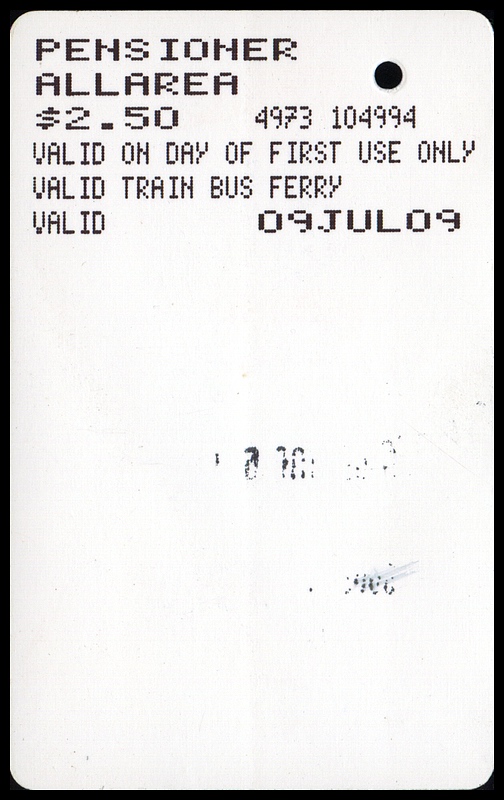 PENSIONER
ALLAREA
$2.50 4973 104994
VALID ON DAY OF FIRST USE ONLY
VALID TRAIN BUS FERRY
VALID 09JUL09